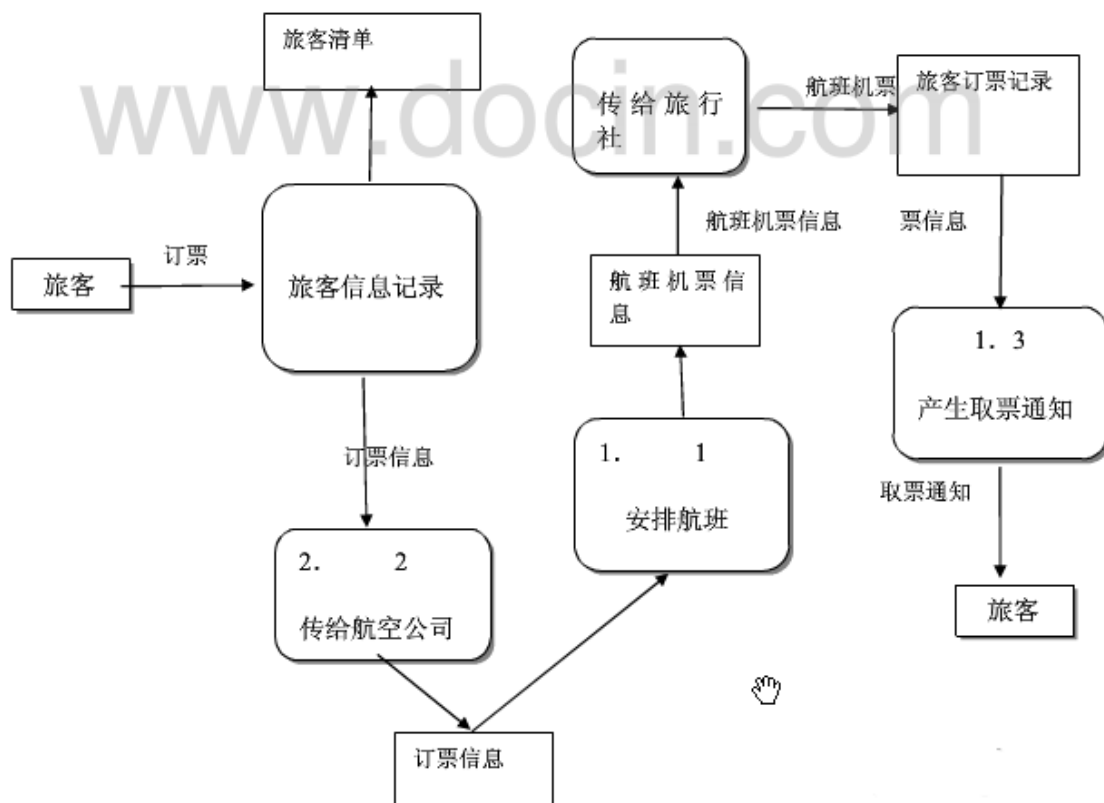 旅客清单
www.docin.com
传给旅行
社
航班机票
旅客订票记录
订票
旅客
旅客信息记录
航班机票信息
航班机票信
息
票信息
1. 3
产生取票通知
订票信息
1. 1
安排航班
取票通知
2. 2
传给航空公司
旅客
订票信息